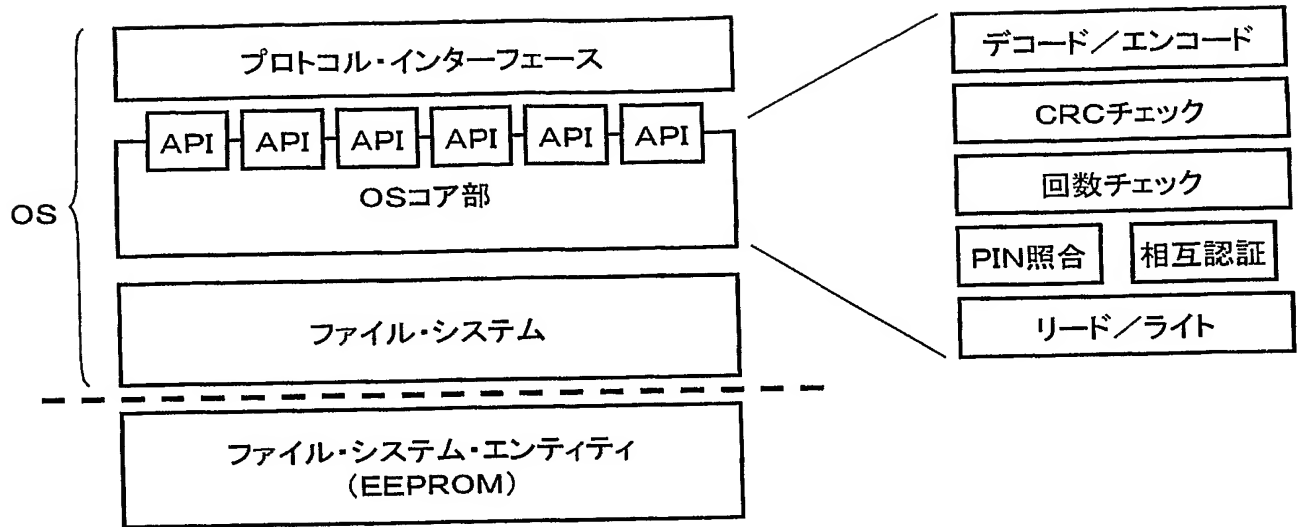 プロトコル・インターフェース
API API API API API API
OSコア部
OS
ファイル・システム
ファイル・システム・エンティティ
(EEPROM)
デコード/エンコード
CRCチェック
回数チェック
PIN照合 相互認証
リード/ライト